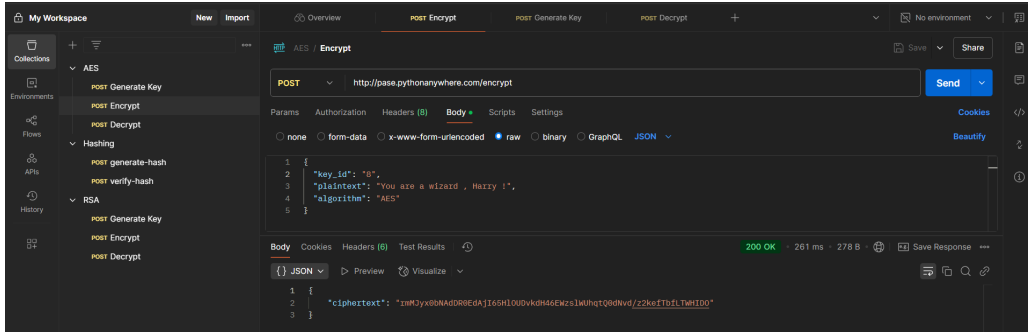 My Workspace
New Import
Overview
POST Encrypt
POST Generate Key
POST Decrypt
No environment
Collections
Environments
Flows
APIs
History
AES
POST Generate Key
POST Encrypt
POST Decrypt
Hashing
POST generate-hash
POST verify-hash
RSA
POST Generate Key
POST Encrypt
POST Decrypt
HTTP AES / Encrypt
Save
Share
POST http://pase.pythonanywhere.com/encrypt
Send
Params Authorization Headers (8) Body Scripts Settings
Cookies
none form-data x-www-form-urlencoded raw binary GraphQL JSON
Beautify
1 {
2 "key_id": "8",
3 "plaintext": "You are a wizard , Harry !",
4 "algorithm": "AES"
5 }
Body Cookies Headers (6) Test Results
200 OK 261 ms 278 B
Save Response
{} JSON Preview Visualize
1 {
2 "ciphertext":
3 }